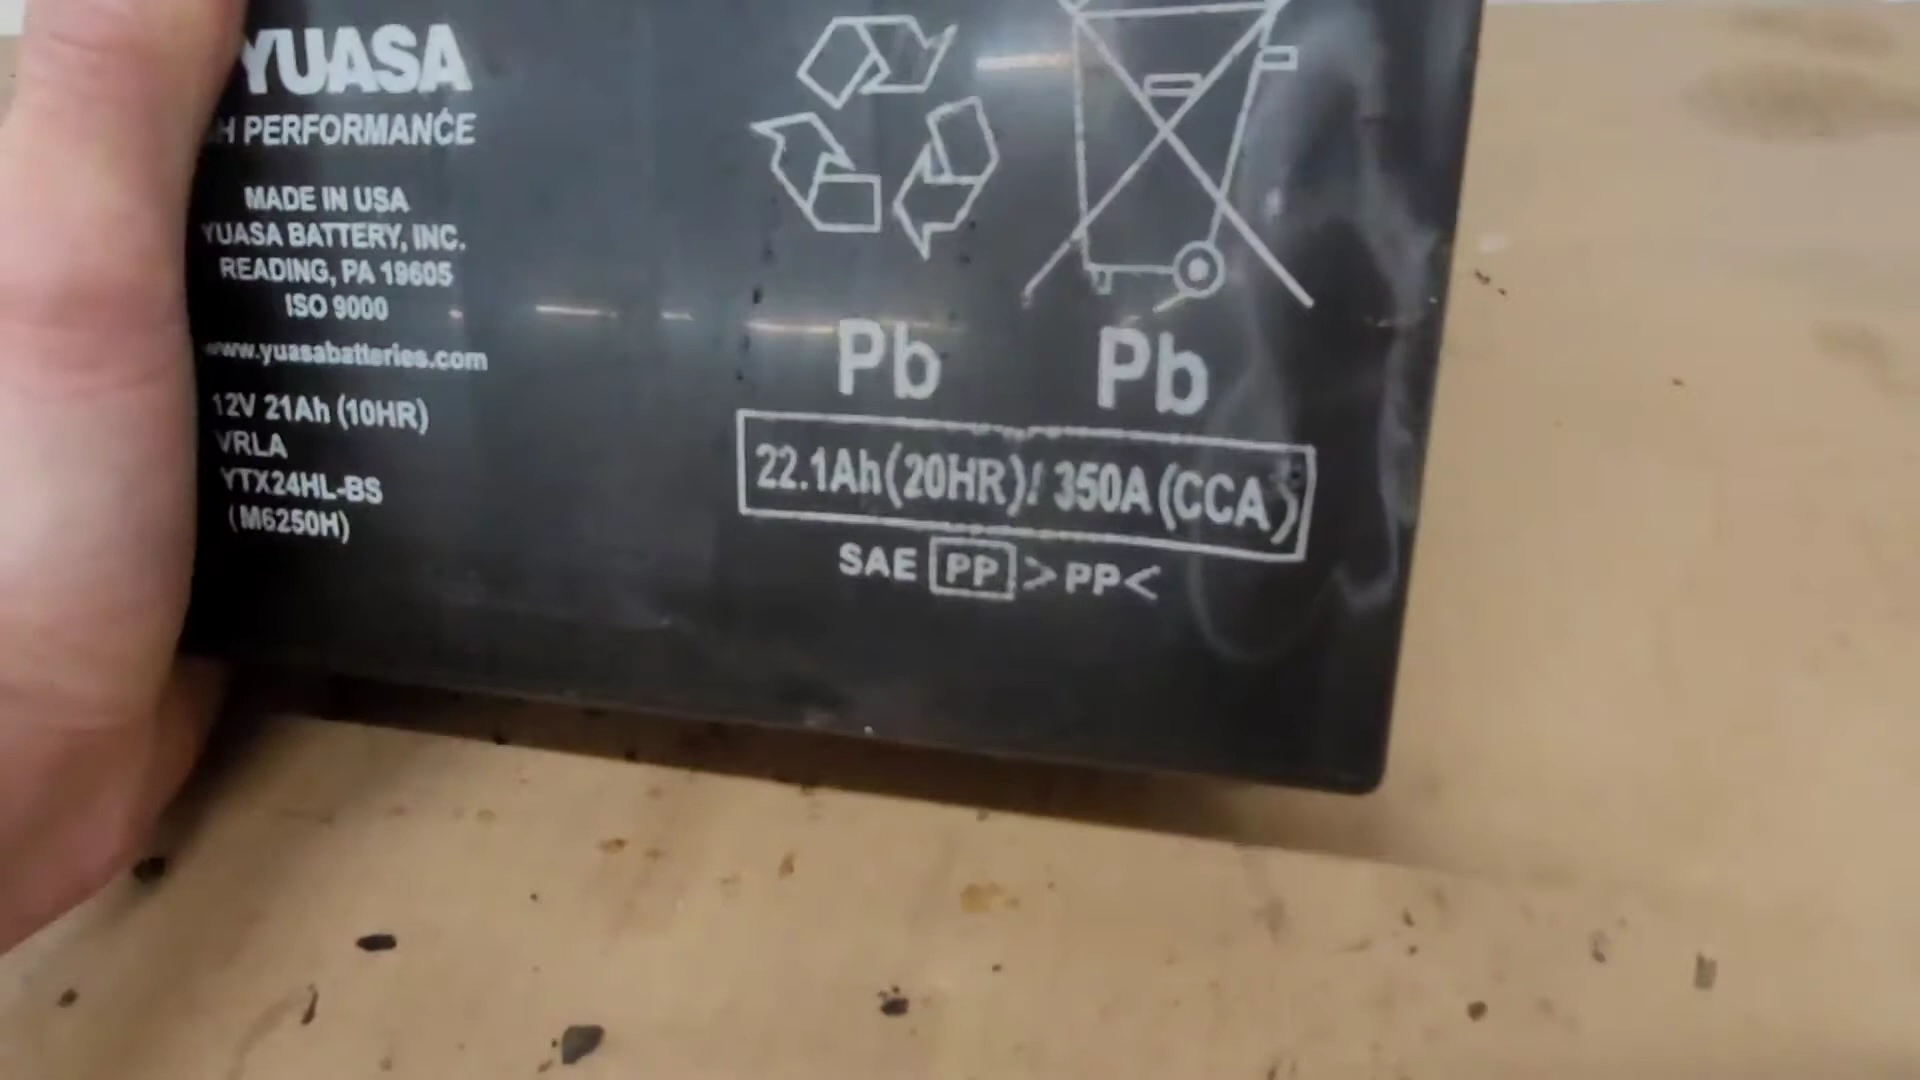 YUASA
H PERFORMANCE
MADE IN USA
YUASA BATTERY, INC.
READING, PA 19605
ISO 9000
www.yuasabatteries.com
12V 21Ah (10HR)
VRLA
YTX24HL-BS
(M6250H)
Pb Pb
22.1Ah(20HR)/ 350A(CCA)
SAE PP >PP<